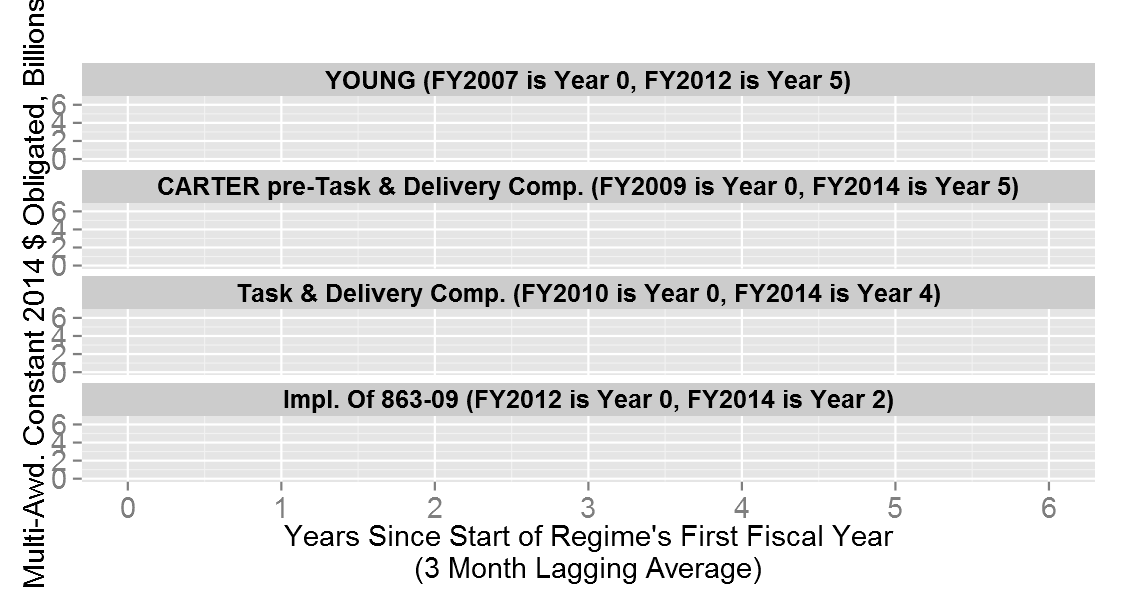 Multi-Awd. Constant 2014 $ Obligated, Billions
YOUNG (FY2007 is Year 0, FY2012 is Year 5)
6
4
2
0
CARTER pre-Task & Delivery Comp. (FY2009 is Year 0, FY2014 is Year 5)
6
4
2
0
Task & Delivery Comp. (FY2010 is Year 0, FY2014 is Year 4)
6
4
2
0
Impl. Of 863-09 (FY2012 is Year 0, FY2014 is Year 2)
6
4
2
0
0 1 2 3 4 5 6
Years Since Start of Regime's First Fiscal Year
(3 Month Lagging Average)